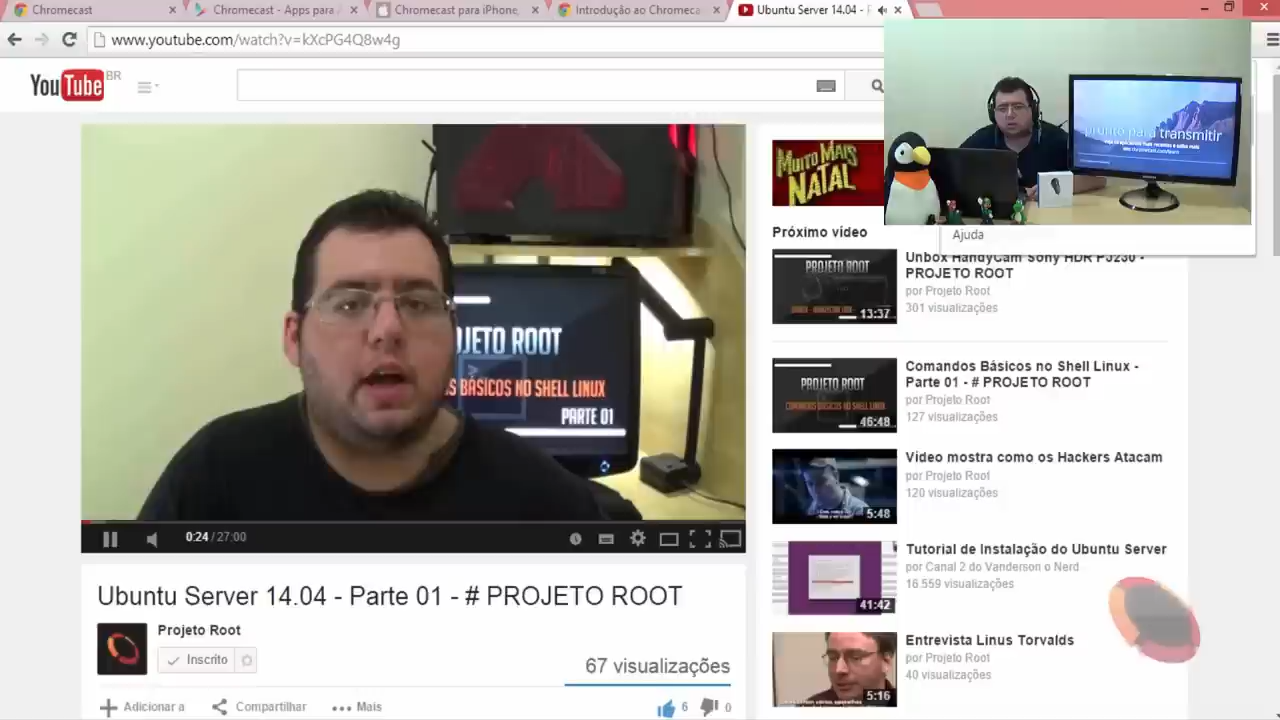 Chromecast
Chromecast - Apps para
Chromecast para iPhone,
Introdução ao Chromeca
Ubuntu Server 14.04 - P
www.youtube.com/watch?v=kXcPG4Q8w4g
YouTube BR
pronto para transmitir
SAMSUNG
MUITO MAIS
NATAL
Ajuda
Próximo vídeo
PROJETO ROOT
13:37
Unbox HandyCam Sony HDR PJ230 -
PROJETO ROOT
por Projeto Root
301 visualizações
PROJETO ROOT
COMANDOS BÁSICOS NO SHELL LINUX
46:48
Comandos Básicos no Shell Linux -
Parte 01 - # PROJETO ROOT
por Projeto Root
127 visualizações
5:48
Vídeo mostra como os Hackers Atacam
por Projeto Root
120 visualizações
41:42
Tutorial de Instalação do Ubuntu Server
por Canal 2 do Vanderson o Nerd
16.559 visualizações
5:16
Entrevista Linus Torvalds
por Projeto Root
40 visualizações
JETO ROOT
S BÁSICOS NO SHELL LINUX
PARTE 01
0:24 / 27:00
Ubuntu Server 14.04 - Parte 01 - # PROJETO ROOT
Projeto Root
Inscrito
67 visualizações
Adicionar a
Compartilhar
Mais
6
0